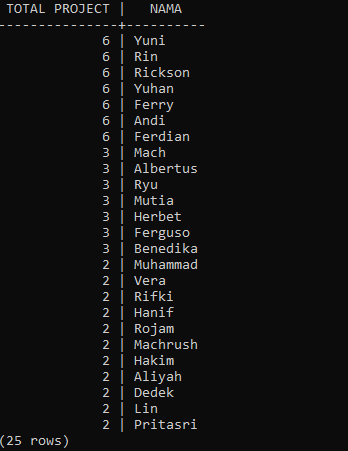 TOTAL PROJECT | NAMA
---------------+----------
6 | Yuni
6 | Rin
6 | Rickson
6 | Yuhan
6 | Ferry
6 | Andi
6 | Ferdian
3 | Mach
3 | Albertus
3 | Ryu
3 | Mutia
3 | Herbet
3 | Ferguso
3 | Benedika
2 | Muhammad
2 | Vera
2 | Rifki
2 | Hanif
2 | Rojam
2 | Machrush
2 | Hakim
2 | Aliyah
2 | Dedek
2 | Lin
2 | Pritasri
(25 rows)